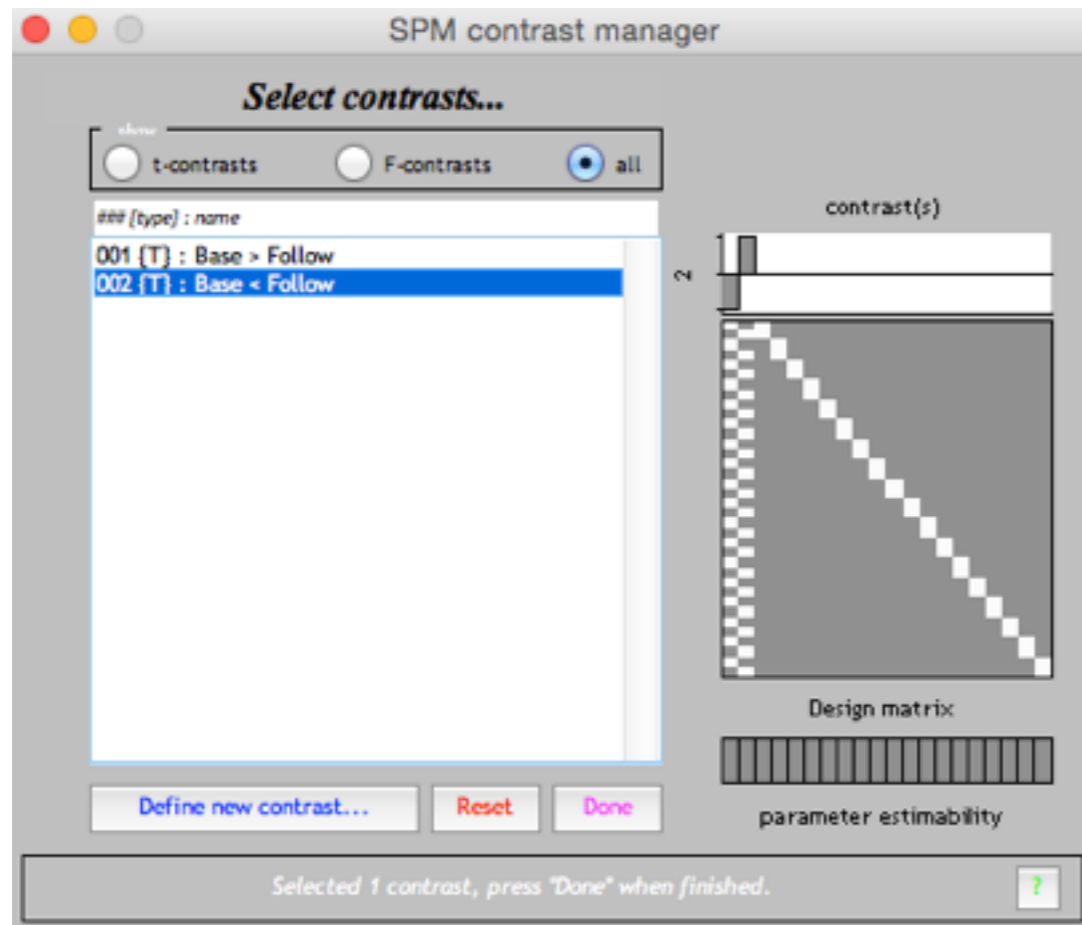 SPM contrast manager
Select contrasts...
show
t-contrasts F-contrasts all
### {type} : name
001 {T} : Base > Follow
002 {T} : Base < Follow
contrast(s)
2
Design matrix
parameter estimability
Define new contrast... Reset Done
Selected 1 contrast, press "Done" when finished. ?